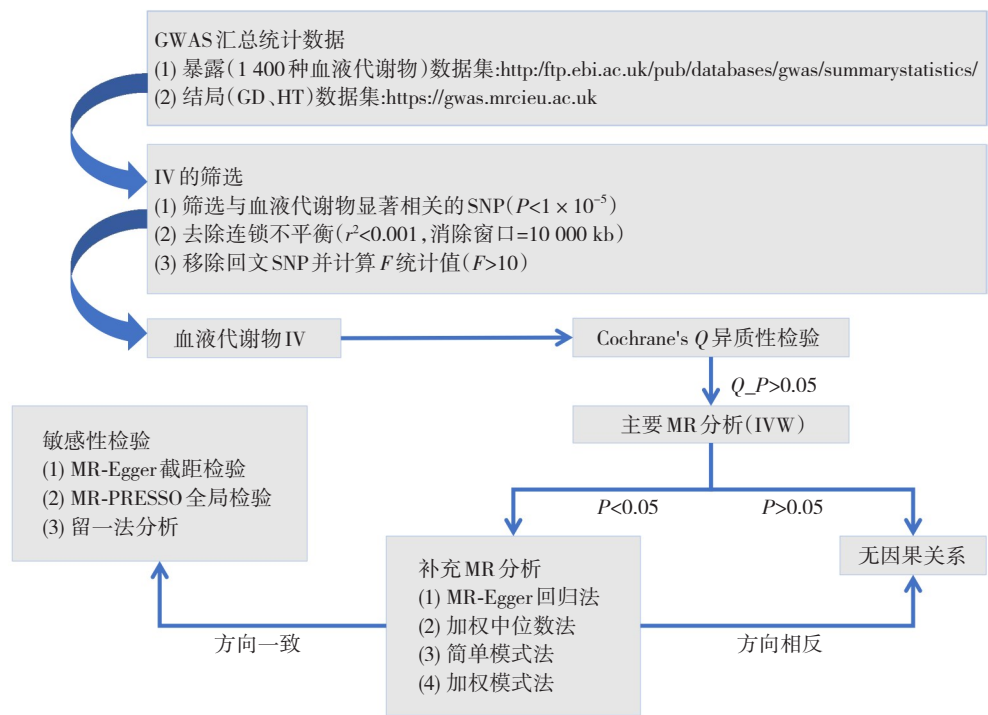 GWAS 汇总统计数据
(1) 暴露(1 400种血液代谢物)数据集:http:/ftp.ebi.ac.uk/pub/databases/gwas/summarystatistics/
(2) 结局(GD、HT)数据集:https://gwas.mrcieu.ac.uk
IV的筛选
(1) 筛选与血液代谢物显著相关的SNP(P<1 × 10⁻⁵)
(2) 去除连锁不平衡(r²<0.001,消除窗口=10 000 kb)
(3) 移除回文SNP并计算F统计值(F>10)
血液代谢物IV
Cochrane's Q异质性检验
Q_P>0.05
主要MR分析(IVW)
P<0.05
P>0.05
敏感性检验
(1) MR-Egger截距检验
(2) MR-PRESSO全局检验
(3) 留一法分析
无因果关系
补充MR分析
(1) MR-Egger回归法
(2) 加权中位数法
(3) 简单模式法
(4) 加权模式法
方向一致
方向相反